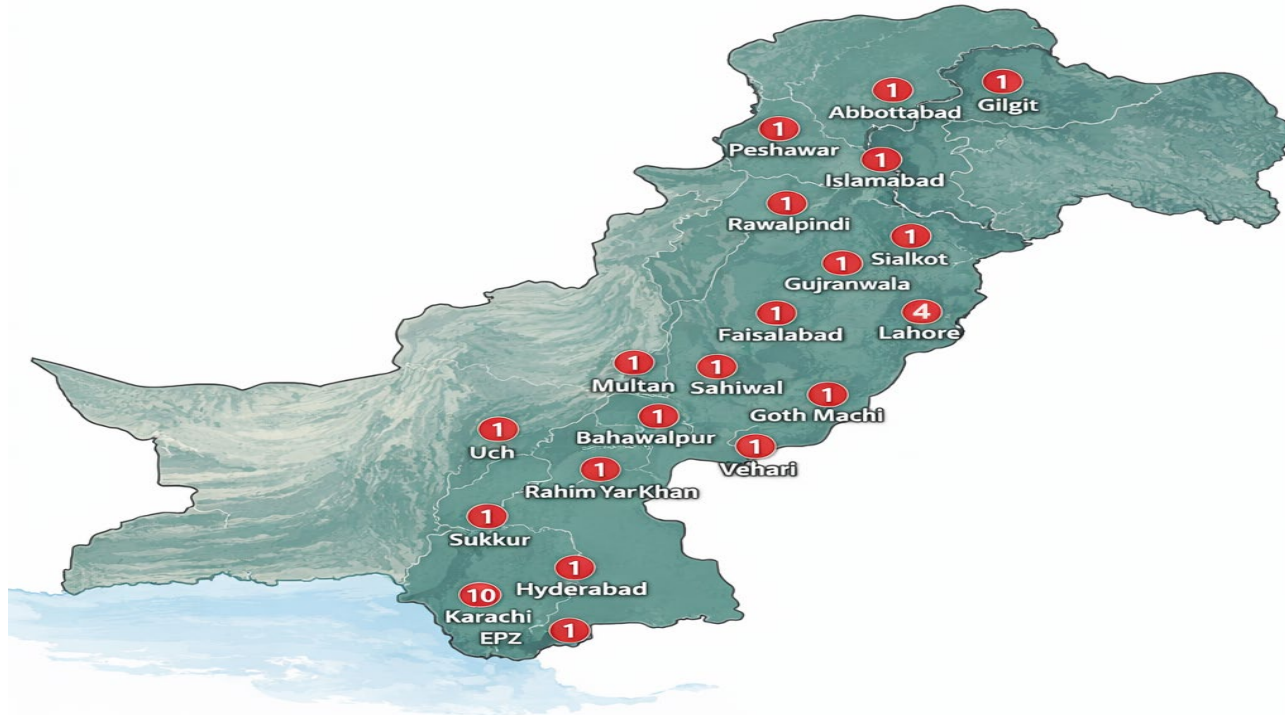 1
Gilgit
1
Abbottabad
1
Peshawar
1
Islamabad
1
Rawalpindi
1
Sialkot
1
Gujranwala
1
Faisalabad
4
Lahore
1
Multan
1
Sahiwal
1
Goth Machi
1
Bahawalpur
1
Uch
1
Vehari
1
Rahim YarKhan
1
Sukkur
1
Hyderabad
10
Karachi
EPZ 1